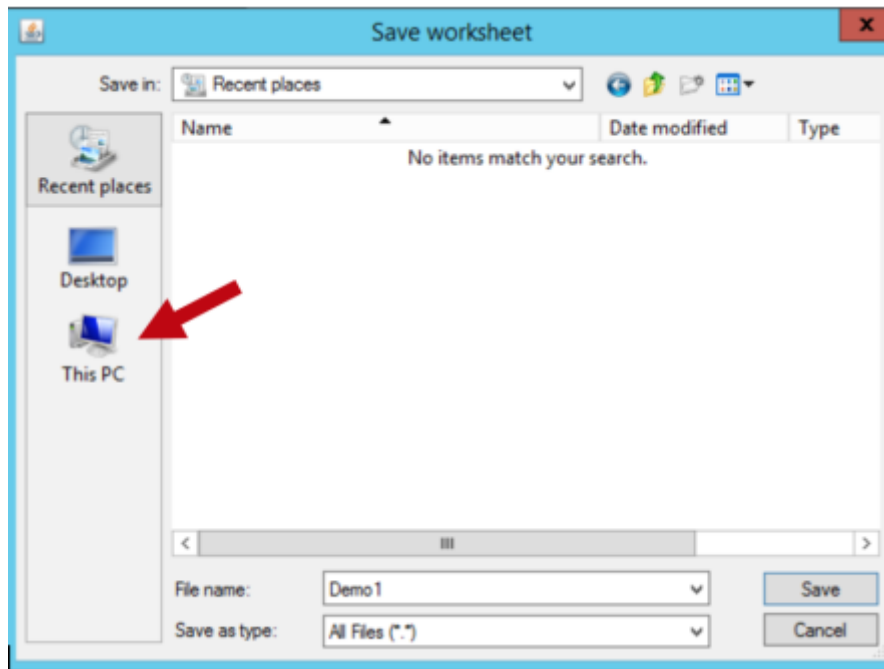 Save worksheet
x
Save in: Recent places
Recent places
Desktop
This PC
Name Date modified Type
No items match your search.
File name: Demo1 Save
Save as type: All Files (*.*) Cancel